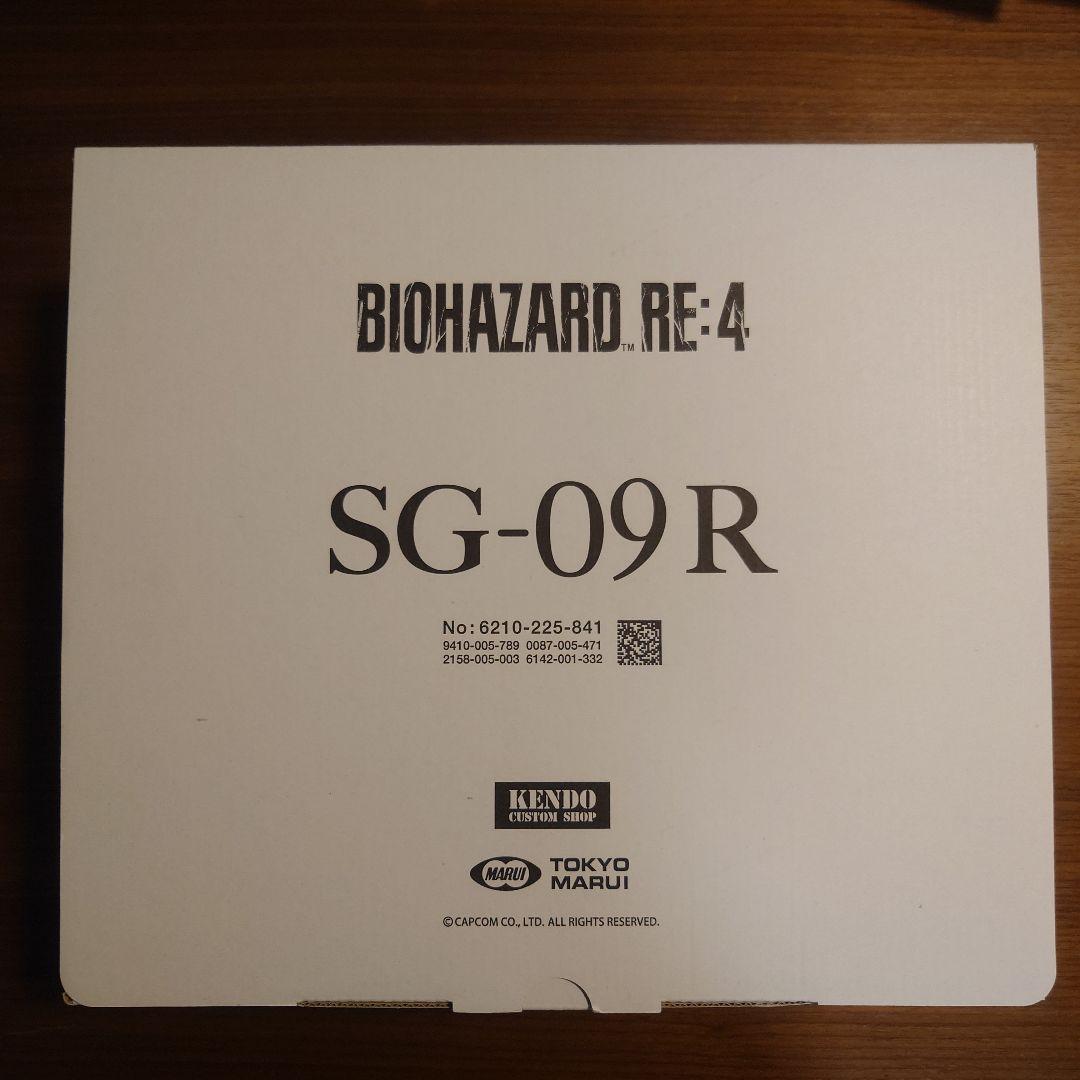 BIOHAZARD™ RE:4
SG-09 R
No: 6210-225-841
9410-005-789 0087-005-471
2158-005-003 6142-001-332
KENDO
CUSTOM SHOP
MARUI
TOKYO
MARUI
© CAPCOM CO., LTD. ALL RIGHTS RESERVED.